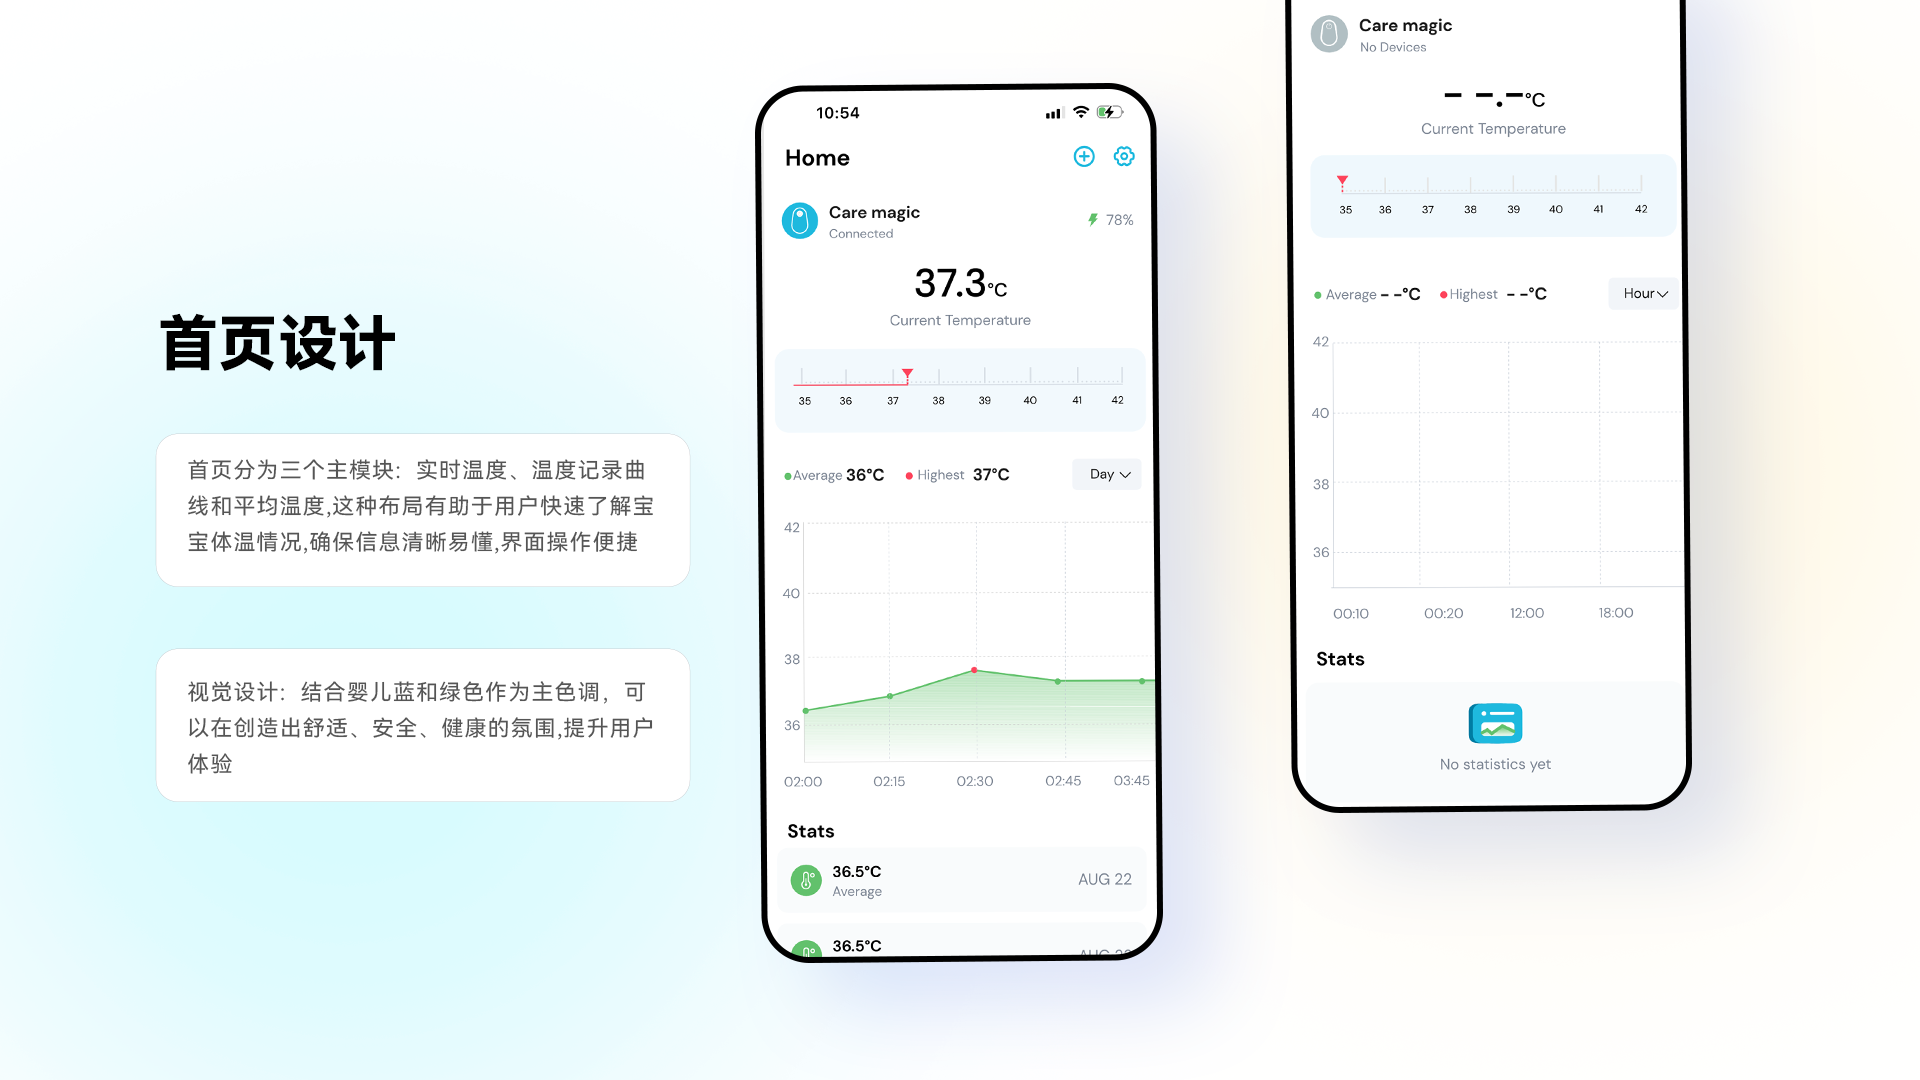 首页设计
首页分为三个主模块：实时温度、温度记录曲
线和平均温度,这种布局有助于用户快速了解宝
宝体温情况,确保信息清晰易懂,界面操作便捷
视觉设计：结合婴儿蓝和绿色作为主色调，可
以在创造出舒适、安全、健康的氛围,提升用户
体验
10:54
Home
Care magic
Connected
78%
37.3°C
Current Temperature
35 36 37 38 39 40 41 42
Average 36°C Highest 37°C Day
42
40
38
36
02:00 02:15 02:30 02:45 03:45
Stats
36.5°C
Average
AUG 22
36.5°C
AUG 22
Care magic
No Devices
– –.–°C
Current Temperature
35 36 37 38 39 40 41 42
Average – –°C Highest – –°C Hour
42
40
38
36
00:10 00:20 12:00 18:00
Stats
No statistics yet